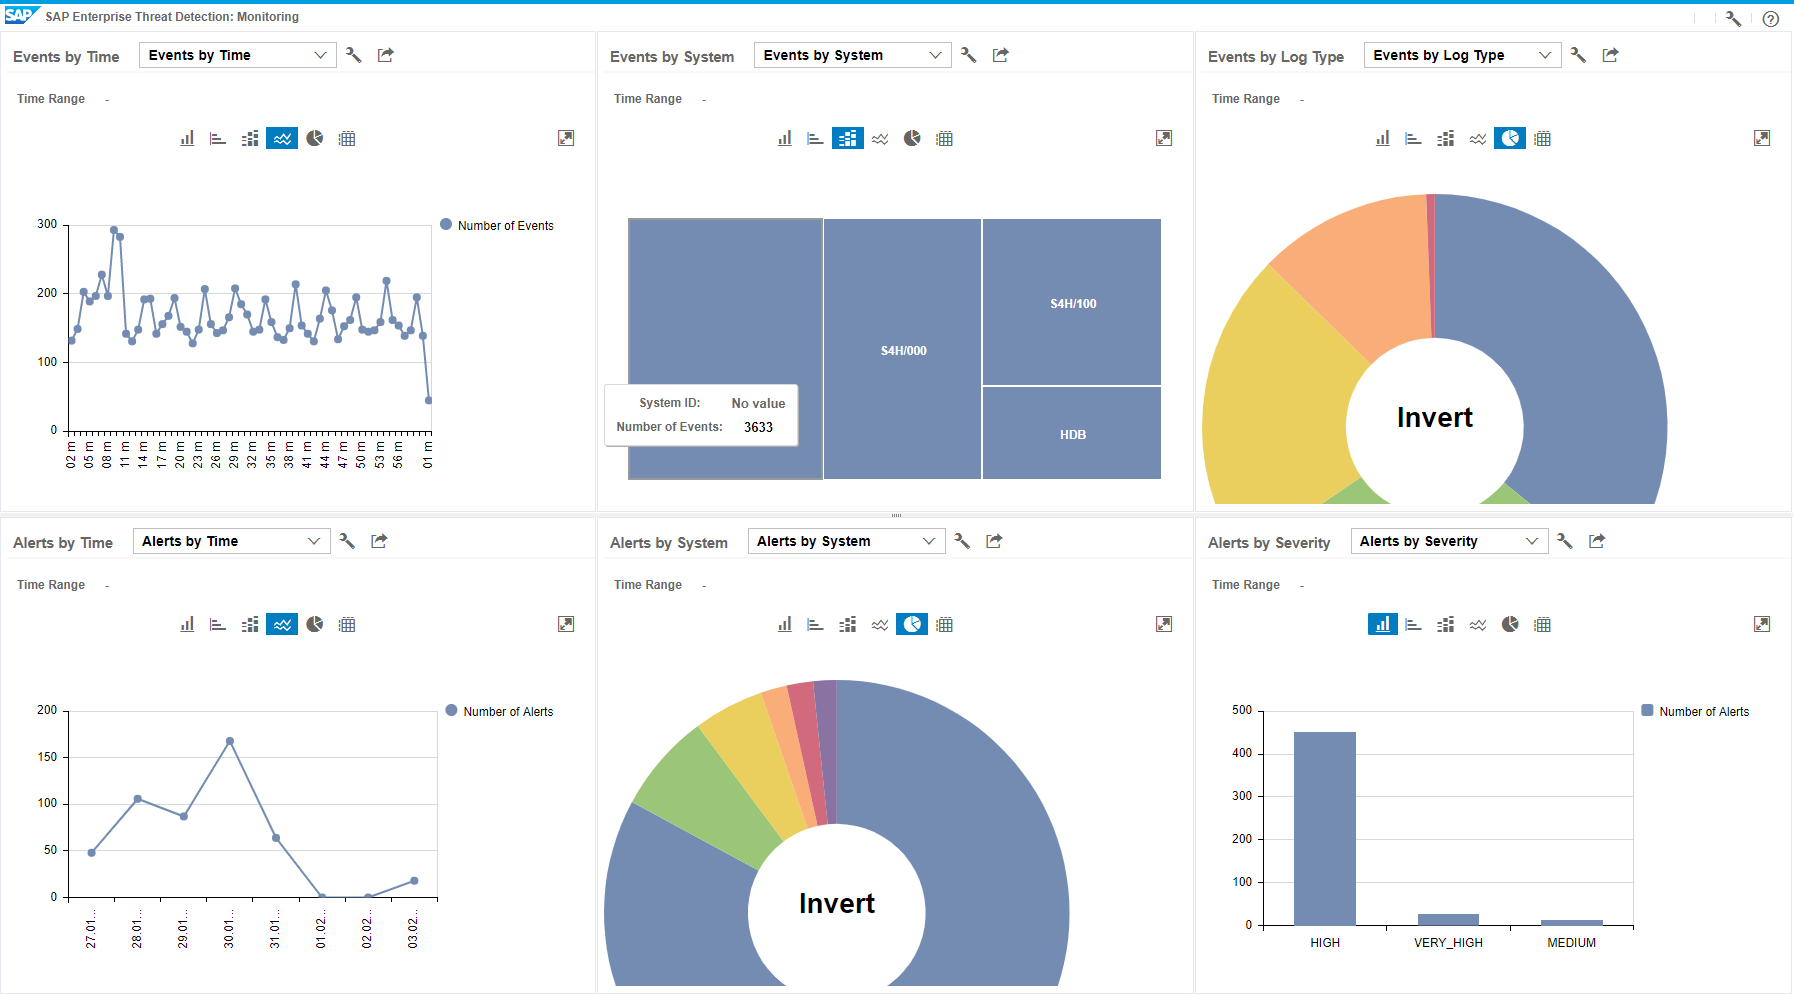 SAP SAP Enterprise Threat Detection: Monitoring
Events by Time Events by Time
Time Range -
300
200
100
0
Number of Events
02 m 05 m 08 m 11 m 14 m 17 m 20 m 23 m 26 m 29 m 32 m 35 m 38 m 41 m 44 m 47 m 50 m 53 m 56 m 01 m
Events by System Events by System
Time Range -
S4H/000
S4H/100
HDB
System ID: No value
Number of Events: 3633
Events by Log Type Events by Log Type
Time Range -
Invert
Alerts by Time Alerts by Time
Time Range -
200
150
100
50
0
Number of Alerts
27.01... 28.01... 29.01... 30.01... 31.01... 01.02... 02.02... 03.02...
Alerts by System Alerts by System
Time Range -
Invert
Alerts by Severity Alerts by Severity
Time Range -
500
400
300
200
100
0
Number of Alerts
HIGH VERY_HIGH MEDIUM